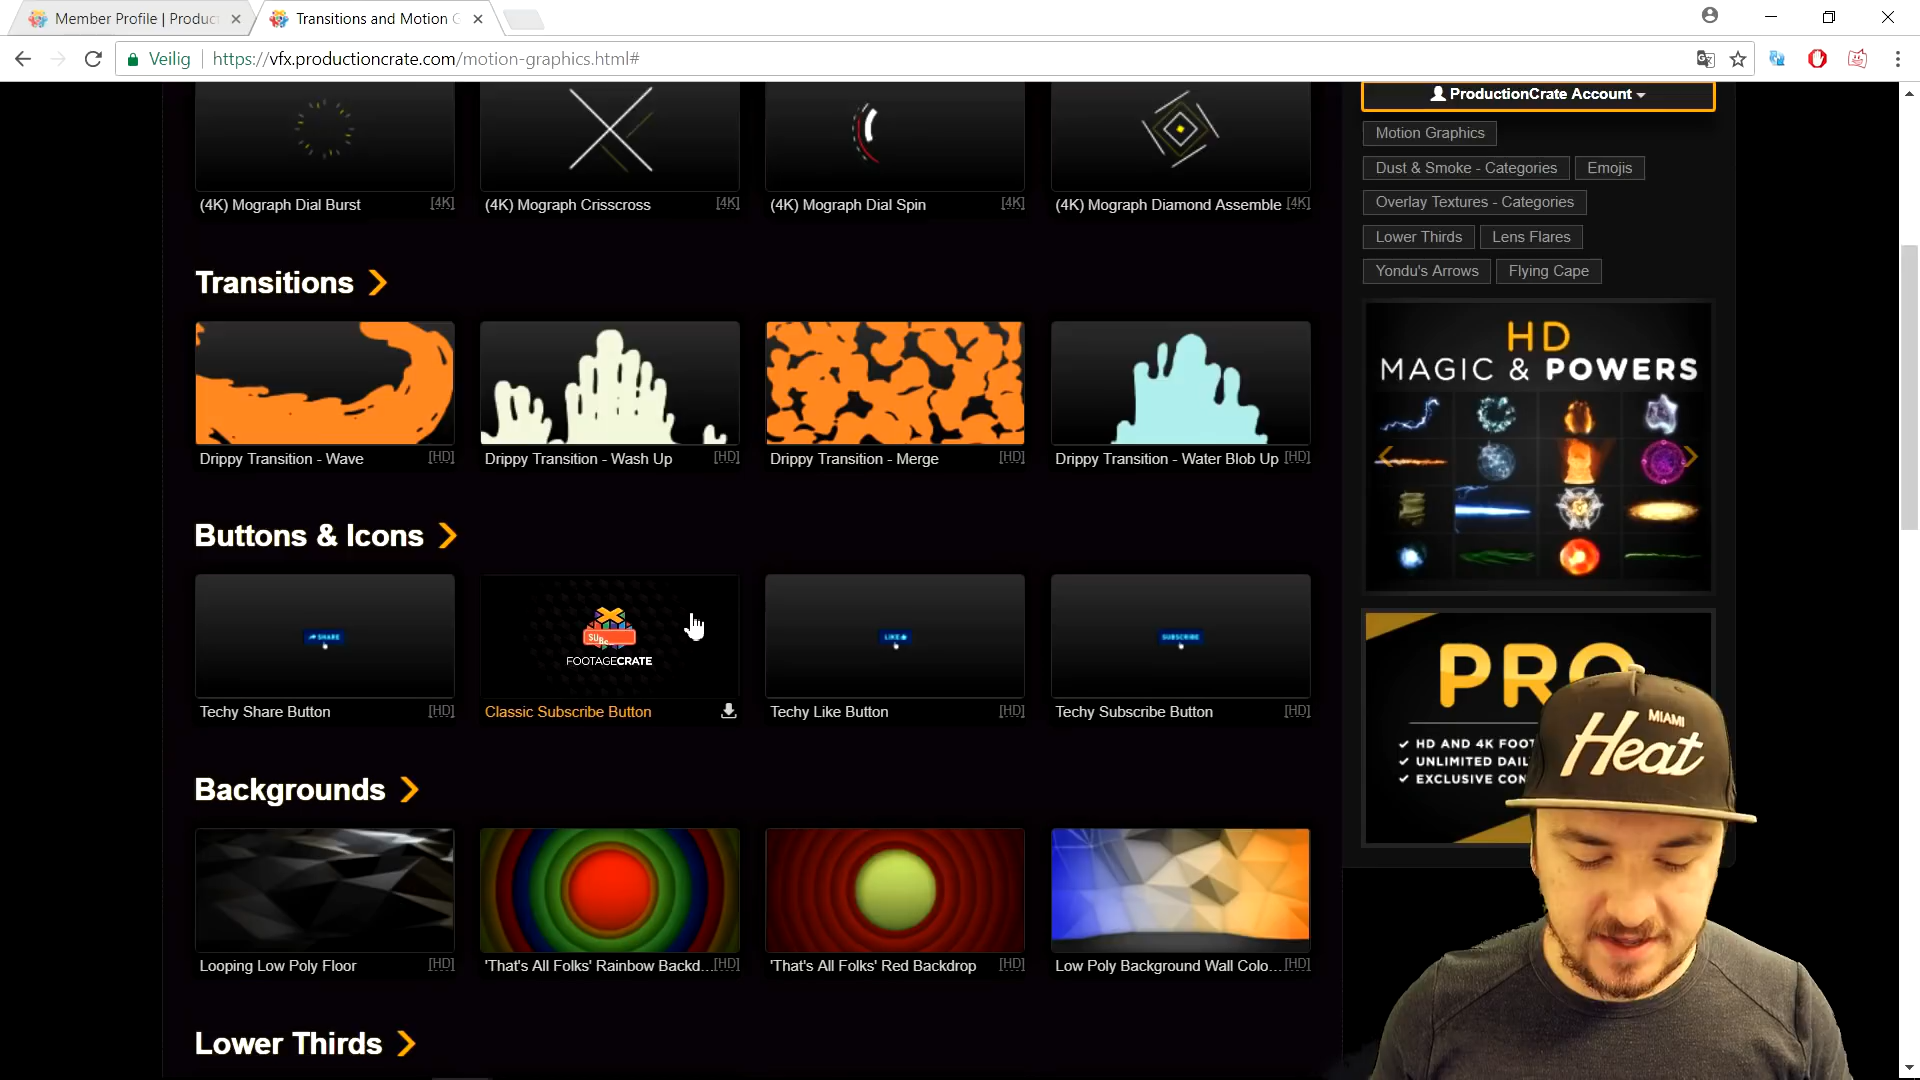 Member Profile | Produc
Transitions and Motion G
Veilig
https://vfx.productioncrate.com/motion-graphics.html#
(4K) Mograph Dial Burst [4K]
(4K) Mograph Crisscross [4K]
(4K) Mograph Dial Spin [4K]
(4K) Mograph Diamond Assemble [4K]
Transitions
Drippy Transition - Wave [HD]
Drippy Transition - Wash Up [HD]
Drippy Transition - Merge [HD]
Drippy Transition - Water Blob Up [HD]
Buttons & Icons
SHARE
SUBS
FOOTAGECRATE
LIKE
SUBSCRIBE
Techy Share Button [HD]
Classic Subscribe Button
Techy Like Button [HD]
Techy Subscribe Button [HD]
Backgrounds
Looping Low Poly Floor [HD]
'That's All Folks' Rainbow Backd... [HD]
'That's All Folks' Red Backdrop [HD]
Low Poly Background Wall Colo... [HD]
Lower Thirds
ProductionCrate Account
Motion Graphics
Dust & Smoke - Categories
Emojis
Overlay Textures - Categories
Lower Thirds
Lens Flares
Yondu's Arrows
Flying Cape
HD
MAGIC & POWERS
PRO
HD AND 4K FOOT
UNLIMITED DAIL
EXCLUSIVE CON
MIAMI
Heat